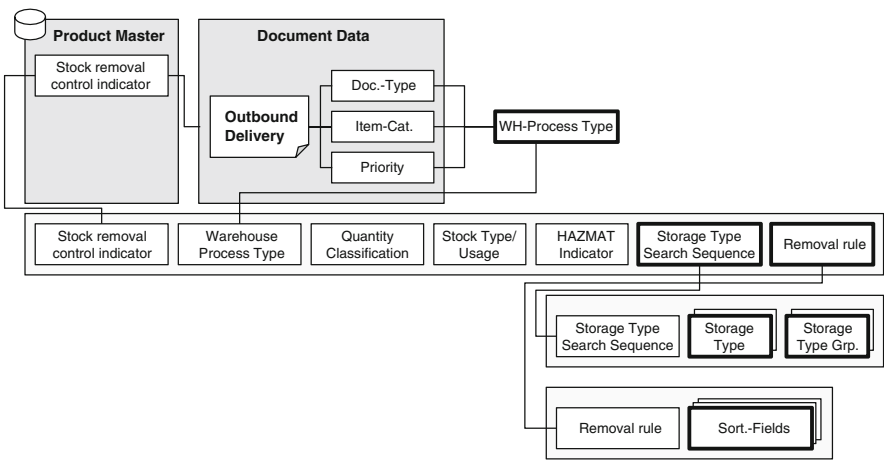 Product Master
Document Data
Stock removal
control indicator
Outbound
Delivery
Doc.-Type
Item-Cat.
Priority
WH-Process Type
Stock removal
control indicator
Warehouse
Process Type
Quantity
Classification
Stock Type/
Usage
HAZMAT
Indicator
Storage Type
Search Sequence
Removal rule
Storage Type
Search Sequence
Storage
Type
Storage
Type Grp.
Removal rule
Sort.-Fields